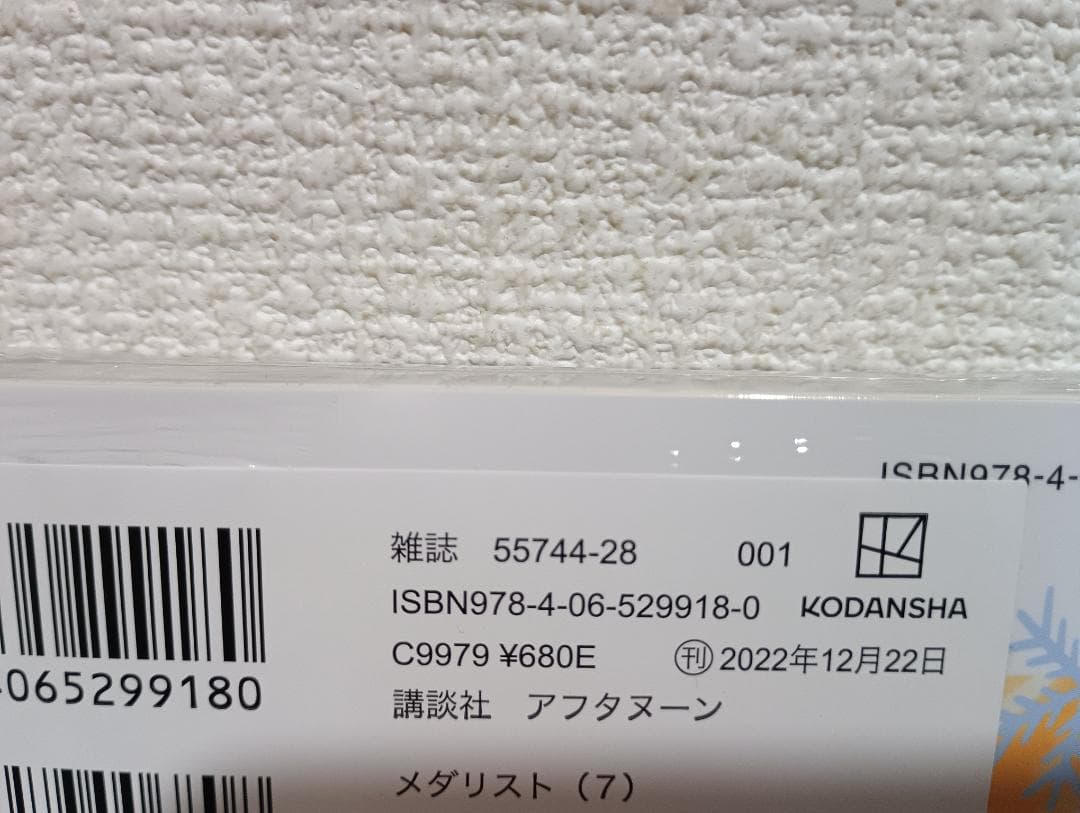 ISBN978-4-
雑誌 55744-28 001
ISBN978-4-06-529918-0 KODANSHA
C9979 ¥680E ㊞2022年12月22日
065299180
講談社 アフタヌーン
メダリスト（7）